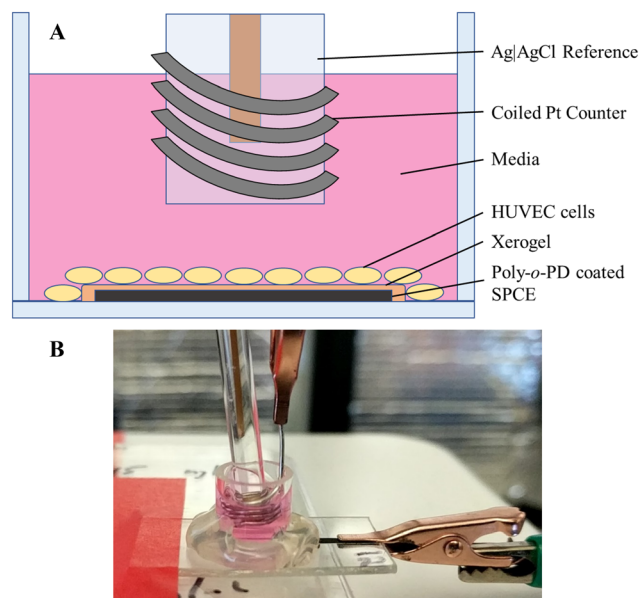 A
Ag|AgCl Reference
Coiled Pt Counter
Media
HUVEC cells
Xerogel
Poly-o-PD coated
SPCE
B